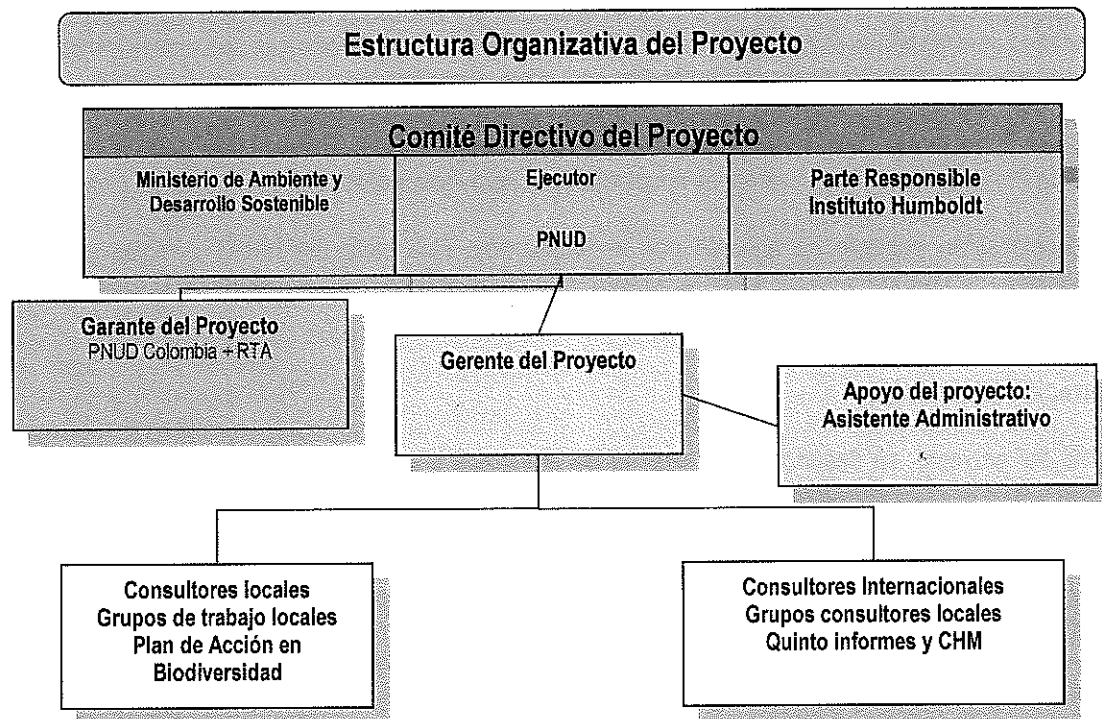 Estructura Organizativa del Proyecto
Comité Directivo del Proyecto
Ministerio de Ambiente y
Desarrollo Sostenible
Ejecutor
PNUD
Parte Responsible
Instituto Humboldt
Garante del Proyecto
PNUD Colombia + RTA
Gerente del Proyecto
Apoyo del proyecto:
Asistente Administrativo
Consultores locales
Grupos de trabajo locales
Plan de Acción en
Biodiversidad
Consultores Internacionales
Grupos consultores locales
Quinto informes y CHM